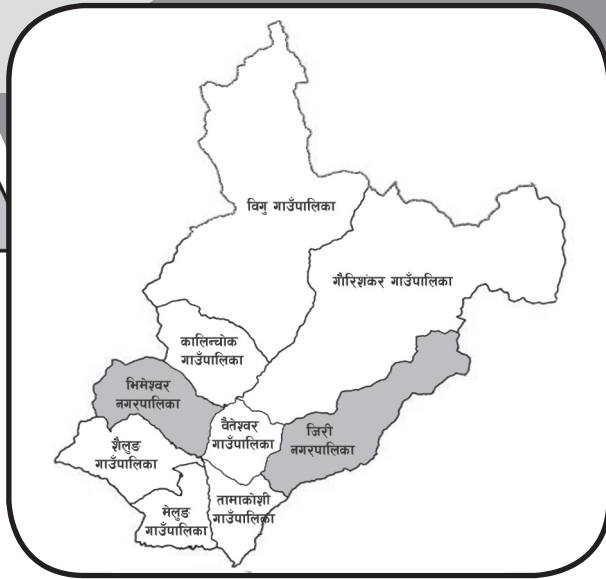 विगु गाउँपालिका
गौरिशंकर गाउँपालिका
कालिन्चोक
गाउँपालिका
भिमेश्वर
नगरपालिका
वैतेश्वर
गाउँपालिका
जिरी
नगरपालिका
शैलुङ
गाउँपालिका
तामाकोशी
गाउँपालिका
मेलुङ
गाउँपालिका